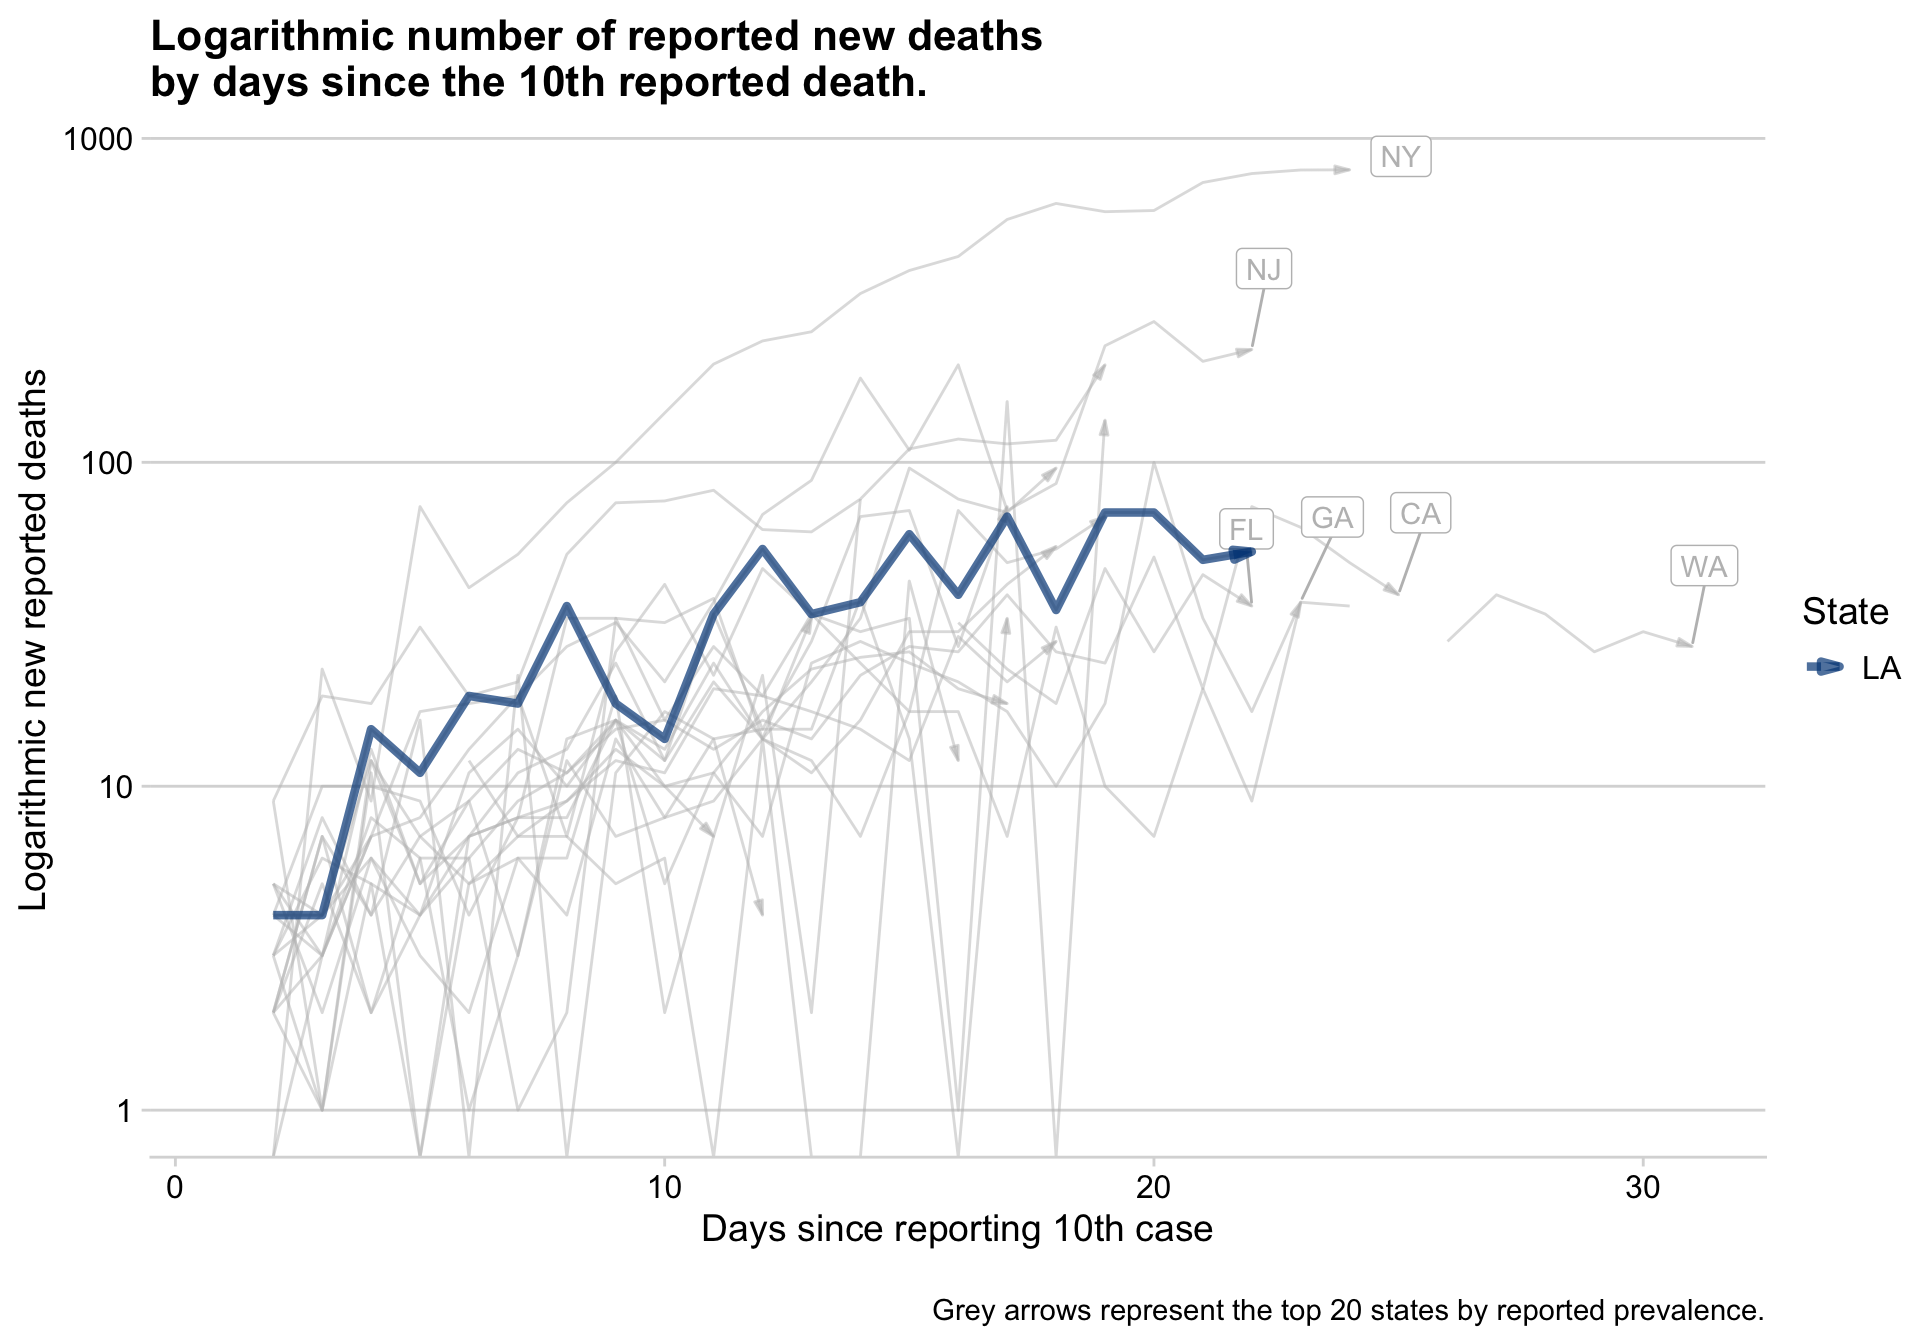 Logarithmic number of reported new deaths
by days since the 10th reported death.
1000
100
10
1
Logarithmic new reported deaths
NY
NJ
FL
GA
CA
WA
State
LA
0
10
20
30
Days since reporting 10th case
Grey arrows represent the top 20 states by reported prevalence.